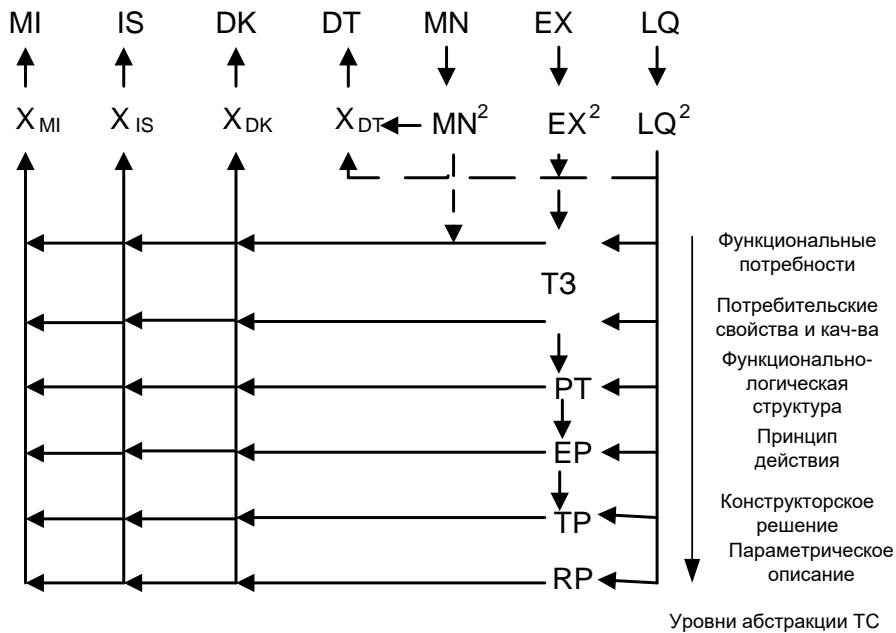 MI IS DK DT MN EX LQ
X MI X IS X DK X DT MN² EX² LQ²
Функциональные
потребности
ТЗ
Потребительские
свойства и кач-ва
Функционально-
логическая
структура
PT
Принцип
действия
EP
Конструкторское
решение
TP
Параметрическое
описание
RP
Уровни абстракции ТС